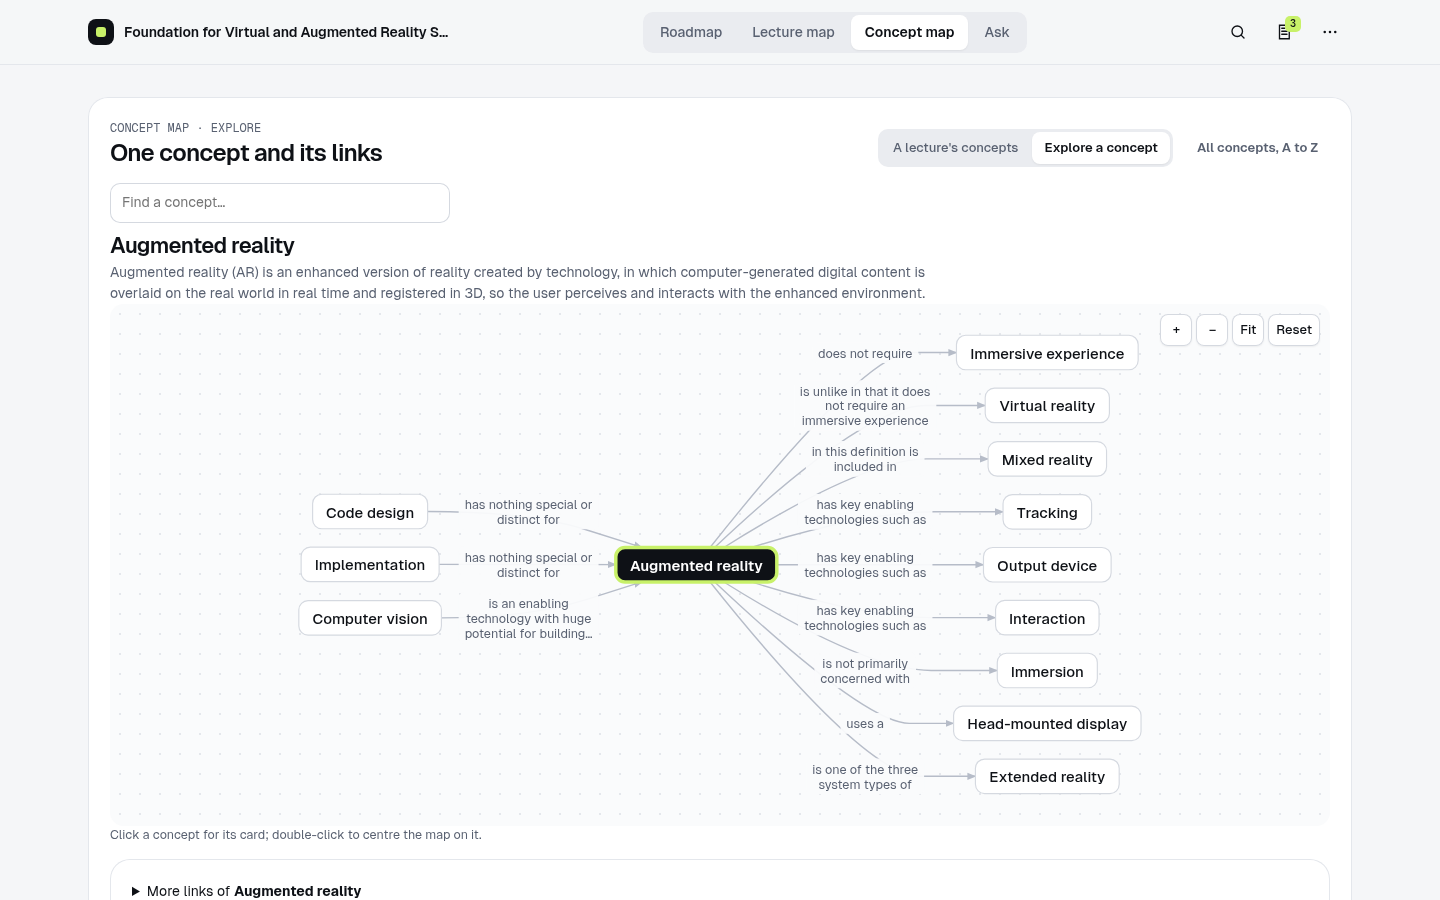 Foundation for Virtual and Augmented Reality S...
Roadmap
Lecture map
Concept map
Ask
3
CONCEPT MAP · EXPLORE
One concept and its links
A lecture's concepts
Explore a concept
All concepts, A to Z
Find a concept...
Augmented reality
Augmented reality (AR) is an enhanced version of reality created by technology, in which computer-generated digital content is
overlaid on the real world in real time and registered in 3D, so the user perceives and interacts with the enhanced environment.
+
−
Fit
Reset
does not require
Immersive experience
is unlike in that it does
not require an
immersive experience
Virtual reality
in this definition is
included in
Mixed reality
Code design
has nothing special or
distinct for
has key enabling
technologies such as
Tracking
Implementation
has nothing special or
distinct for
Augmented reality
has key enabling
technologies such as
Output device
Computer vision
is an enabling
technology with huge
potential for building...
has key enabling
technologies such as
Interaction
is not primarily
concerned with
Immersion
uses a
Head-mounted display
is one of the three
system types of
Extended reality
Click a concept for its card; double-click to centre the map on it.
More links of Augmented reality